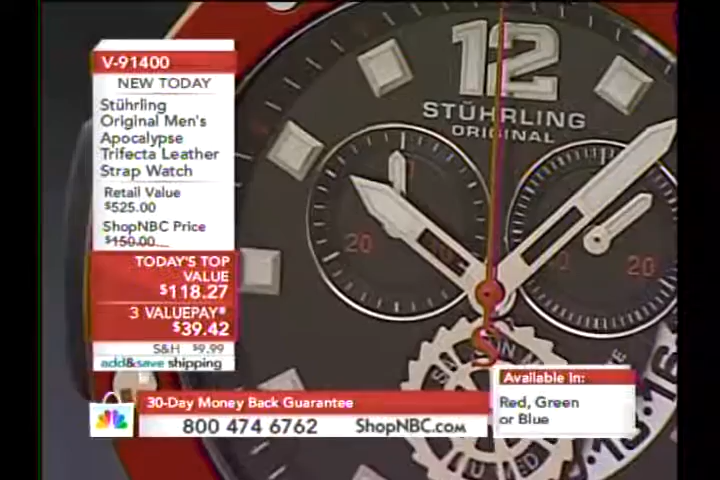 V-91400
NEW TODAY
Stührling
Original Men's
Apocalypse
Trifecta Leather
Strap Watch
Retail Value
$525.00
ShopNBC Price
$150.00
TODAY'S TOP
VALUE
$118.27
3 VALUEPAY®
$39.42
S&H $9.99
add&save shipping
12
STÜHRLING
ORIGINAL
20
20
S
Available in:
Red, Green
or Blue
30-Day Money Back Guarantee
800 474 6762 ShopNBC.com